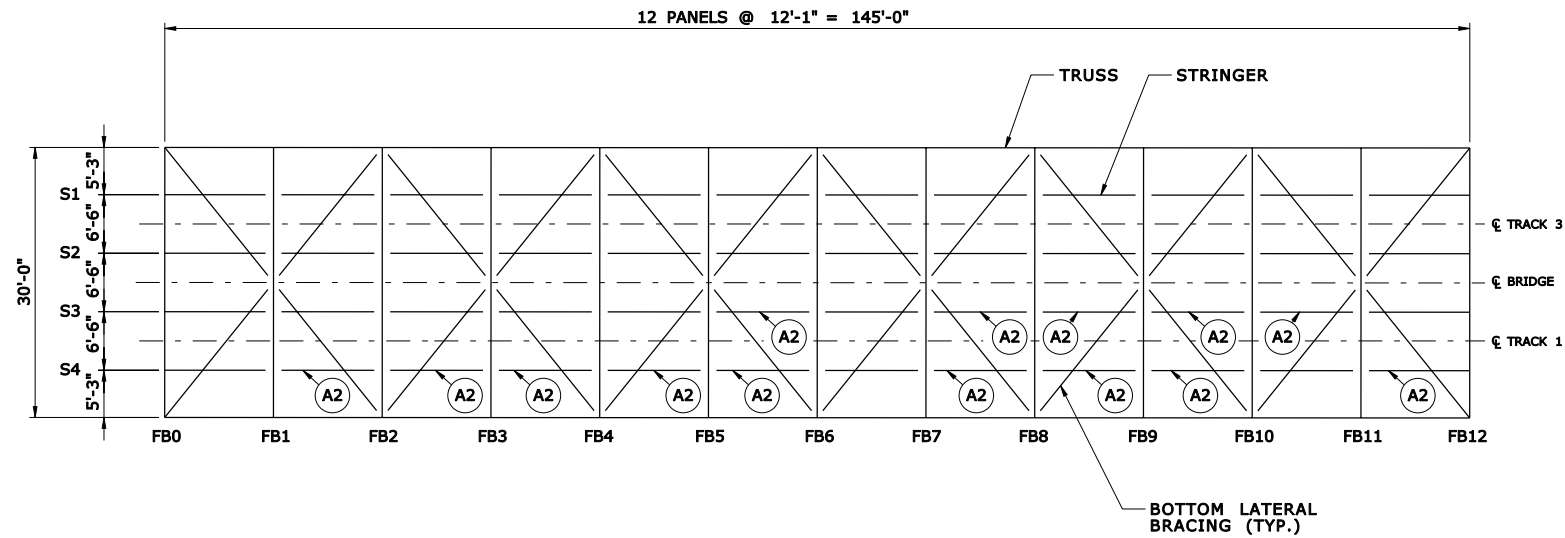 12 PANELS @ 12'-1" = 145'-0"
TRUSS
STRINGER
5'-3"
S1
6'-6"
℄ TRACK 3
S2
30'-0"
6'-6"
℄ BRIDGE
S3
A2
A2
A2
A2
A2
6'-6"
℄ TRACK 1
S4
5'-3"
A2
A2
A2
A2
A2
A2
A2
A2
A2
FB0
FB1
FB2
FB3
FB4
FB5
FB6
FB7
FB8
FB9
FB10
FB11
FB12
BOTTOM LATERAL
BRACING (TYP.)